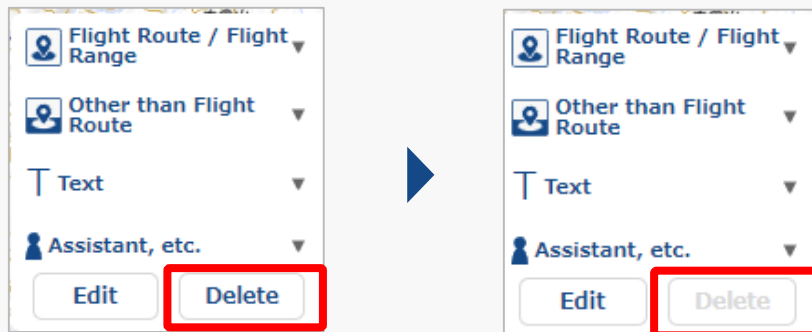 Flight Route / Flight
Range
Other than Flight
Route
Text
Assistant, etc.
Edit Delete
Flight Route / Flight
Range
Other than Flight
Route
Text
Assistant, etc.
Edit Delete